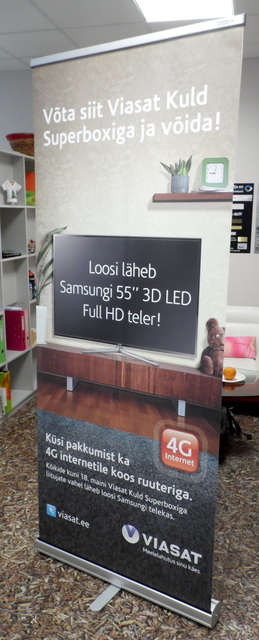 Võta siit Viasat Kuld
Superboxiga ja võida!
Loosi läheb
Samsungi 55" 3D LED
Full HD teler!
Küsi pakkumist ka
4G internetile koos ruuteriga.
Kõikide kuni 18. maini Viasat Kuld Superboxiga
liitujate vahel läheb loosi Samsungi telekas.
4G
Internet
viasat.ee
VIASAT
Meelelahutus sinu käes